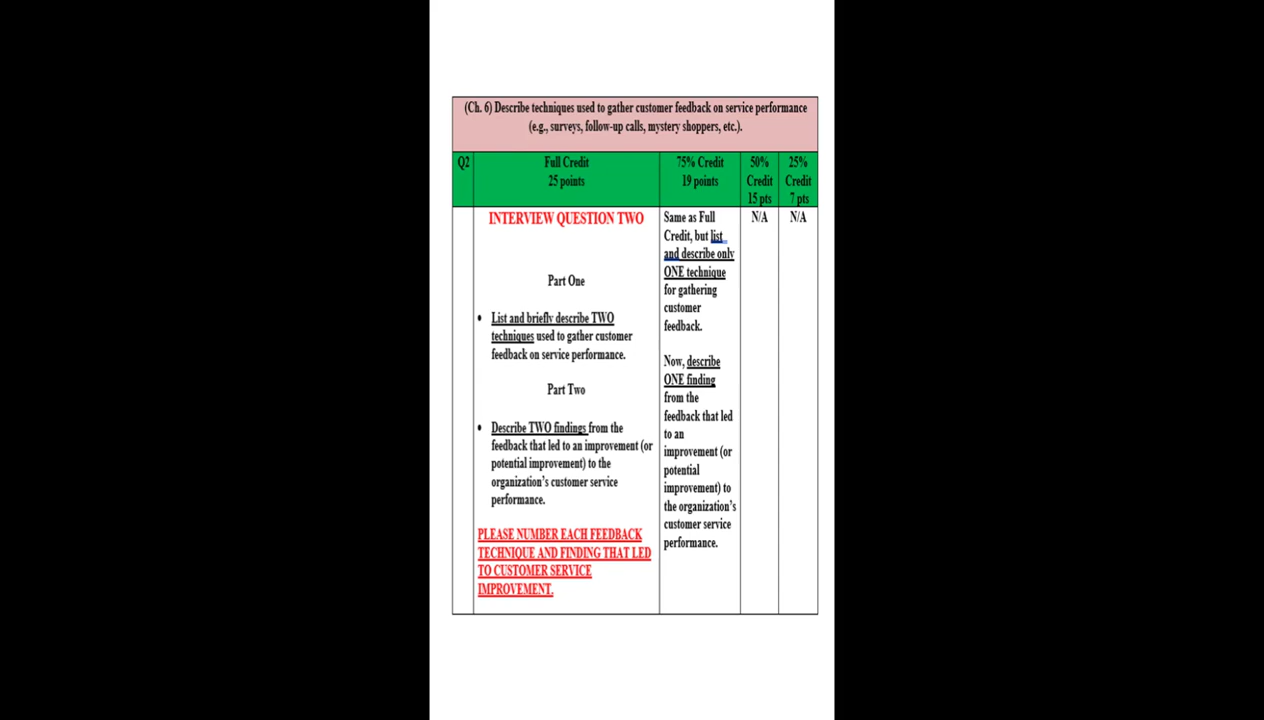 (Ch. 6) Describe techniques used to gather customer feedback on service performance
(e.g., surveys, follow-up calls, mystery shoppers, etc.).
Q2
Full Credit
25 points
75% Credit
19 points
50%
Credit
15 pts
25%
Credit
7 pts
INTERVIEW QUESTION TWO
Part One
• List and briefly describe TWO
techniques used to gather customer
feedback on service performance.
Part Two
• Describe TWO findings from the
feedback that led to an improvement (or
potential improvement) to the
organization's customer service
performance.
PLEASE NUMBER EACH FEEDBACK
TECHNIQUE AND FINDING THAT LED
TO CUSTOMER SERVICE
IMPROVEMENT.
Same as Full
Credit, but list
and describe only
ONE technique
for gathering
customer
feedback.
Now, describe
ONE finding
from the
feedback that led
to an
improvement (or
potential
improvement) to
the organization's
customer service
performance.
N/A
N/A